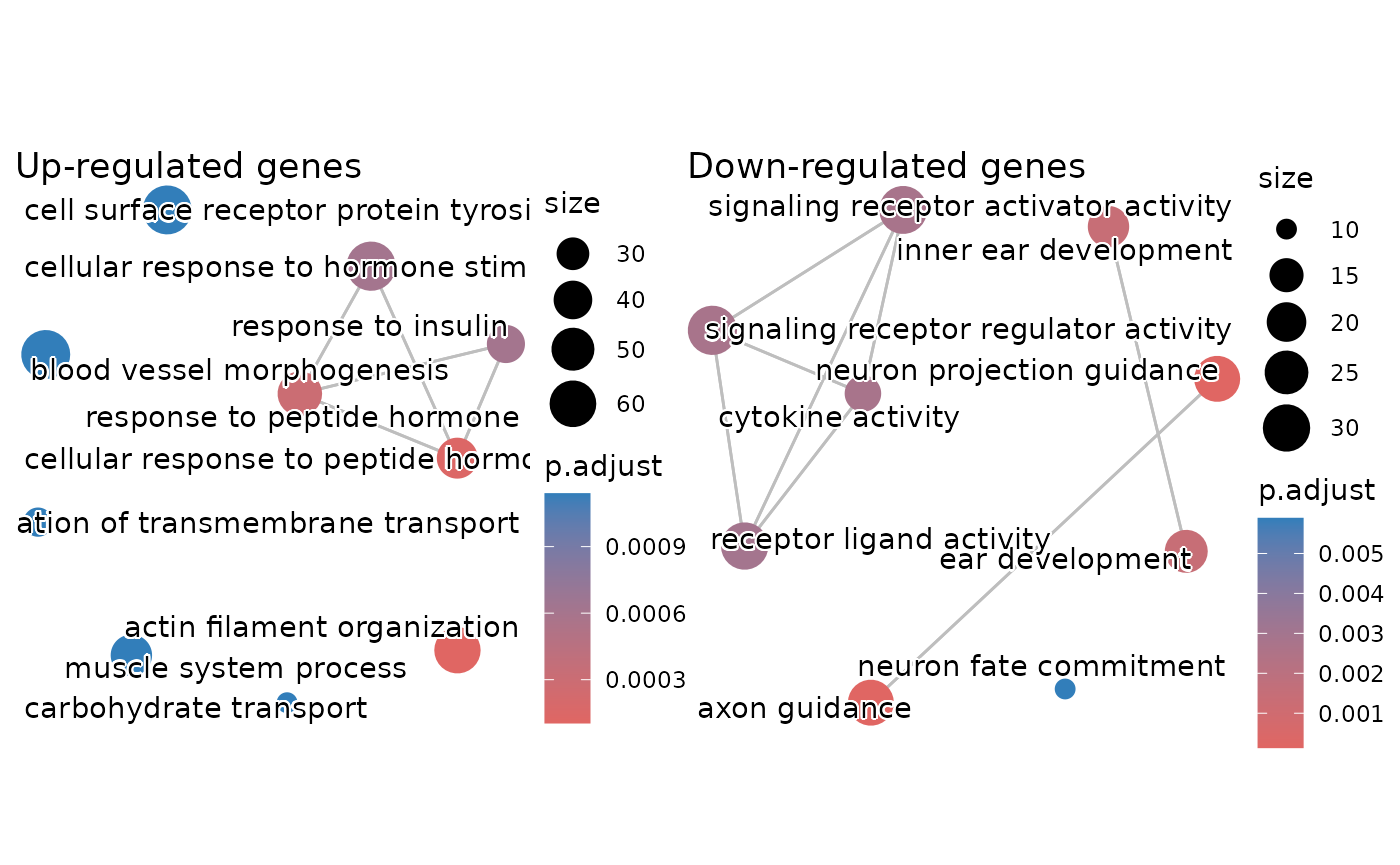 Up-regulated genes
cell surface receptor protein tyrosi
cellular response to hormone stim
response to insulin
blood vessel morphogenesis
response to peptide hormone
cellular response to peptide hormo
ation of transmembrane transport
actin filament organization
muscle system process
carbohydrate transport
size
30
40
50
60
p.adjust
0.0009
0.0006
0.0003
Down-regulated genes
signaling receptor activator activity
inner ear development
signaling receptor regulator activity
neuron projection guidance
cytokine activity
receptor ligand activity
ear development
neuron fate commitment
axon guidance
size
10
15
20
25
30
p.adjust
0.005
0.004
0.003
0.002
0.001